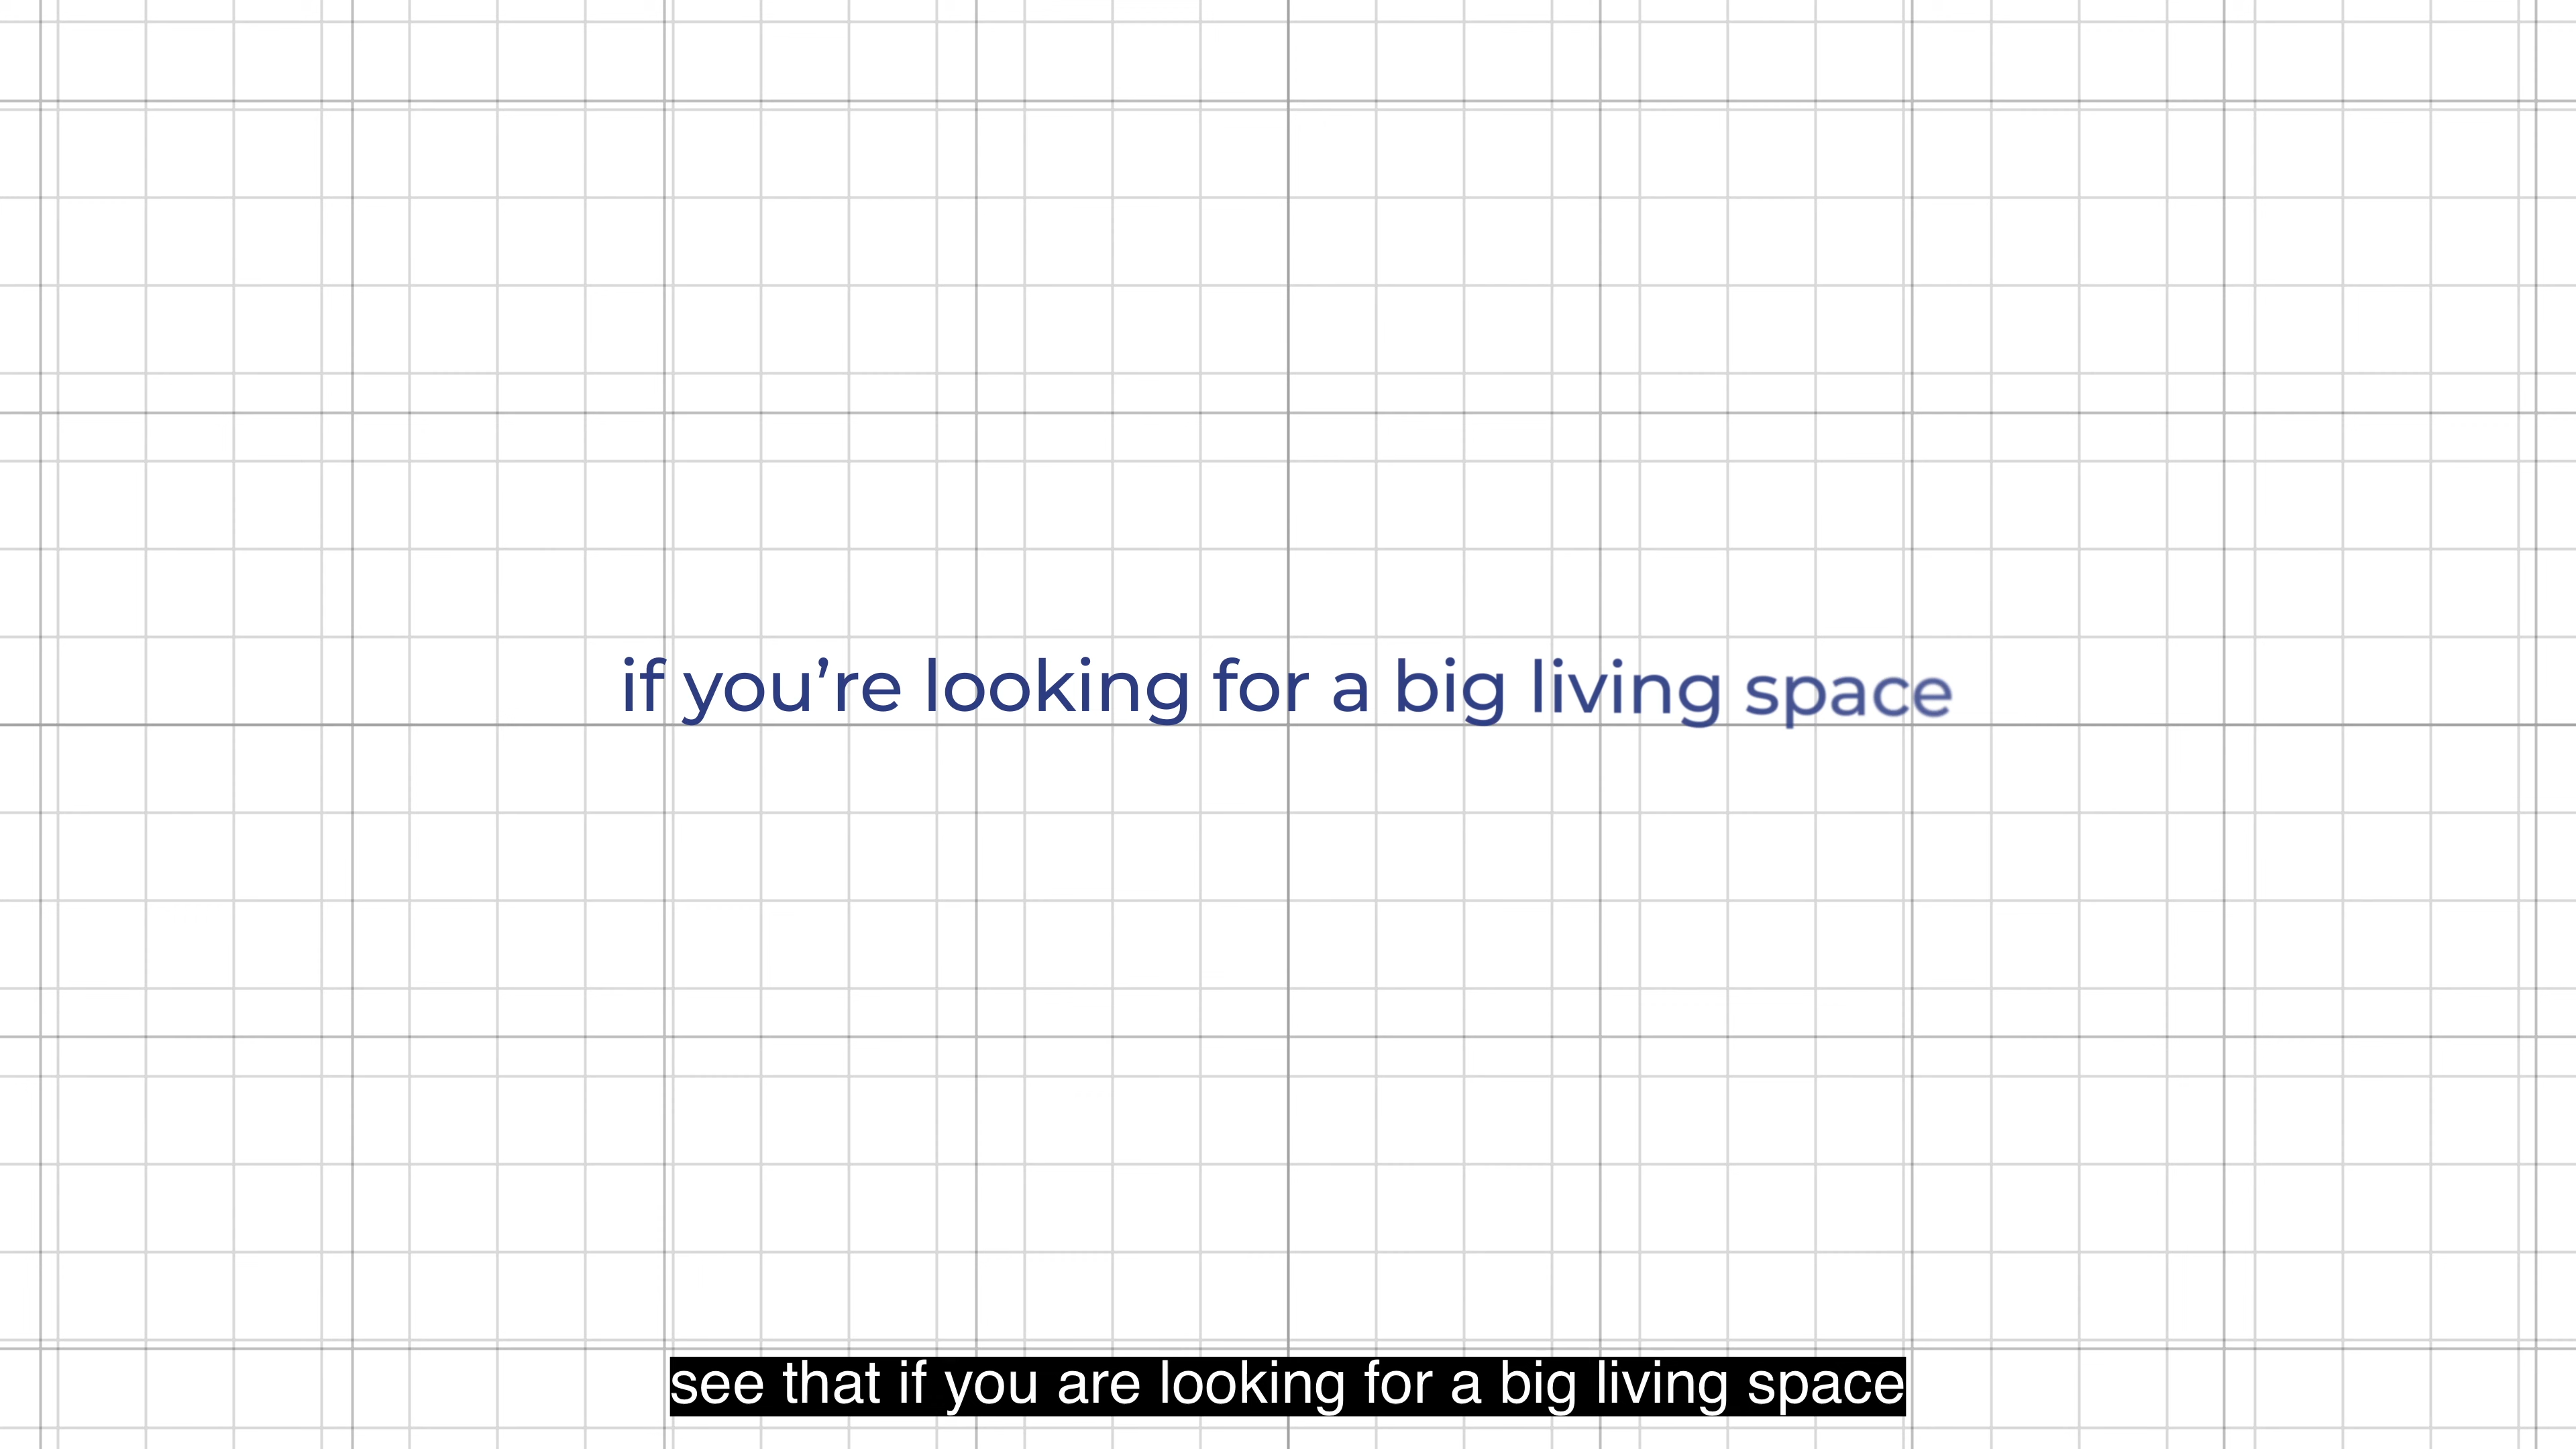 if you’re looking for a big living space
see that if you are looking for a big living space